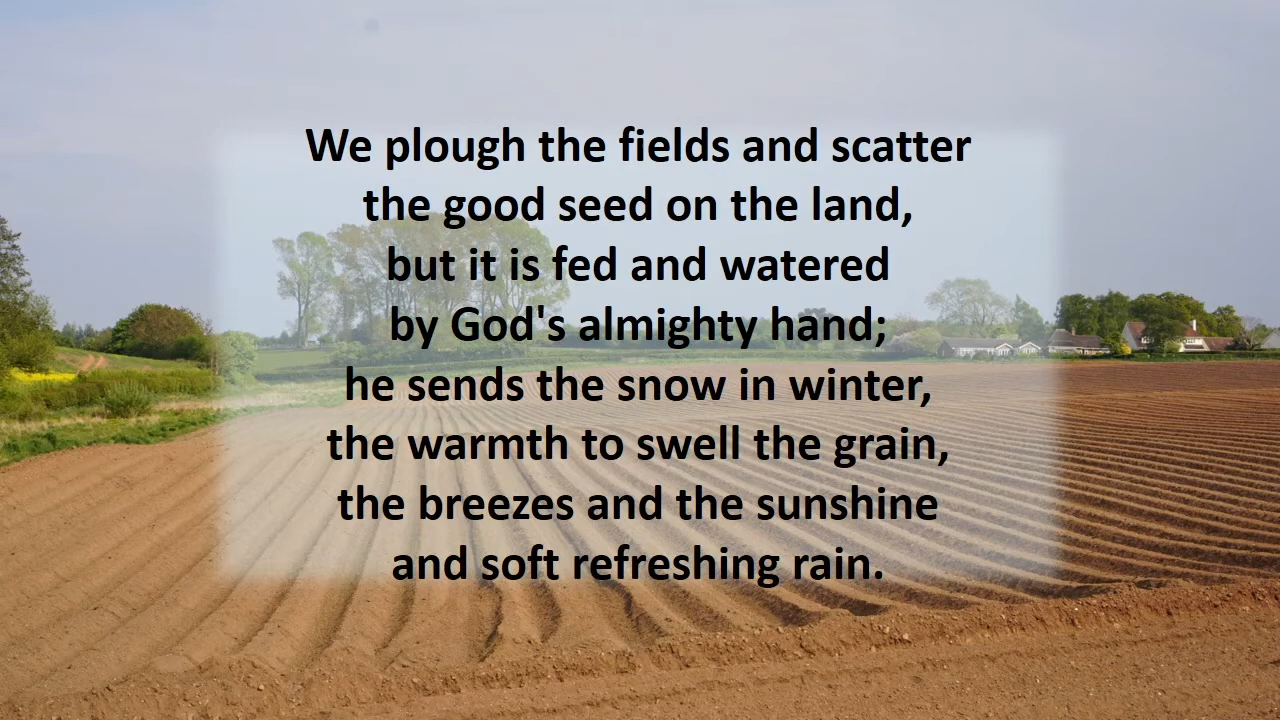 We plough the fields and scatter
the good seed on the land,
but it is fed and watered
by God's almighty hand;
he sends the snow in winter,
the warmth to swell the grain,
the breezes and the sunshine
and soft refreshing rain.